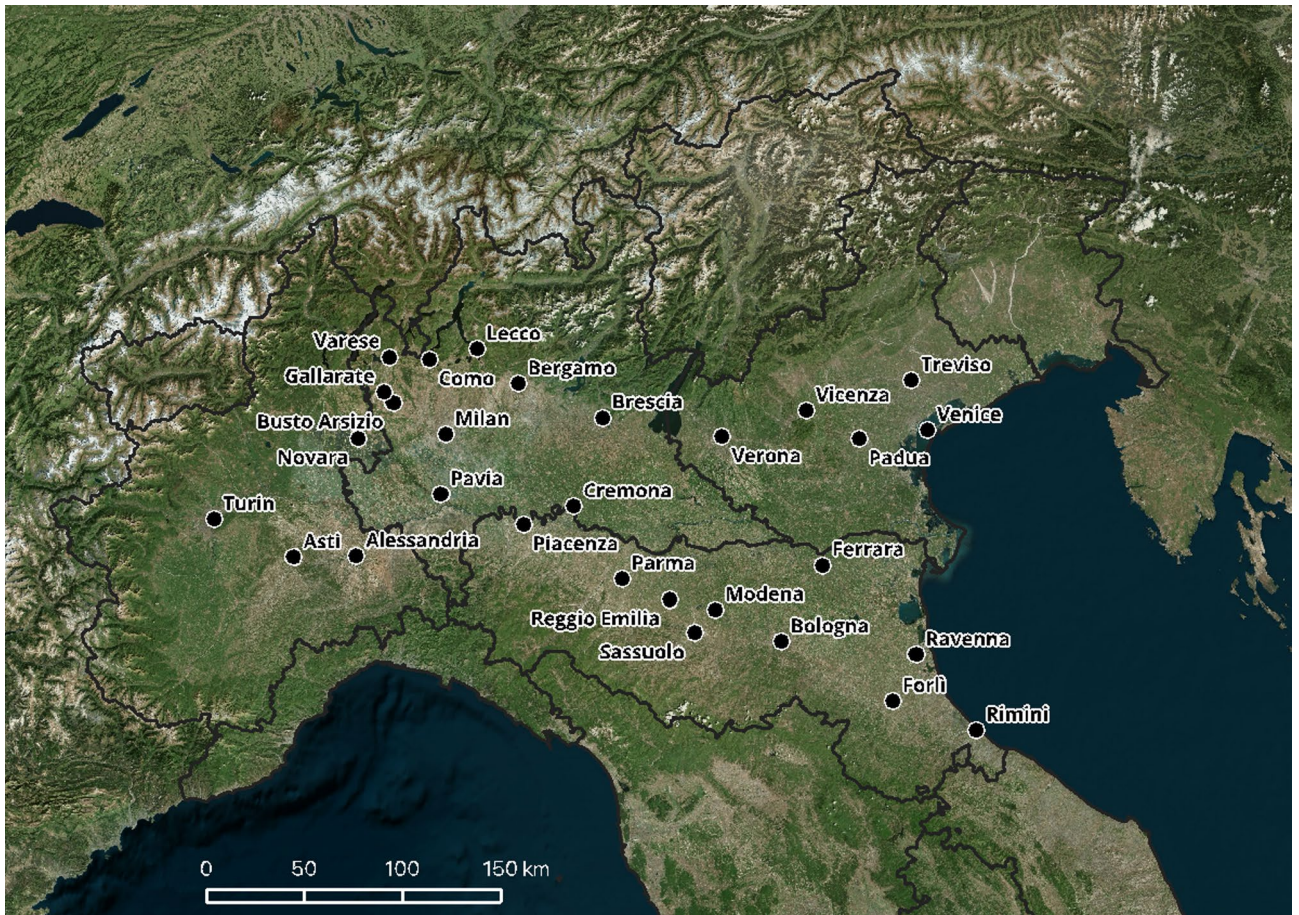 Varese
Lecco
Gallarate
Como
Bergamo
Treviso
Busto Arsizio
Milan
Brescia
Vicenza
Venice
Novara
Verona
Padua
Pavia
Cremona
Turin
Asti
Alessandria
Piacenza
Ferrara
Parma
Modena
Reggio Emilia
Bologna
Sassuolo
Ravenna
Forlì
Rimini
0 50 100 150 km